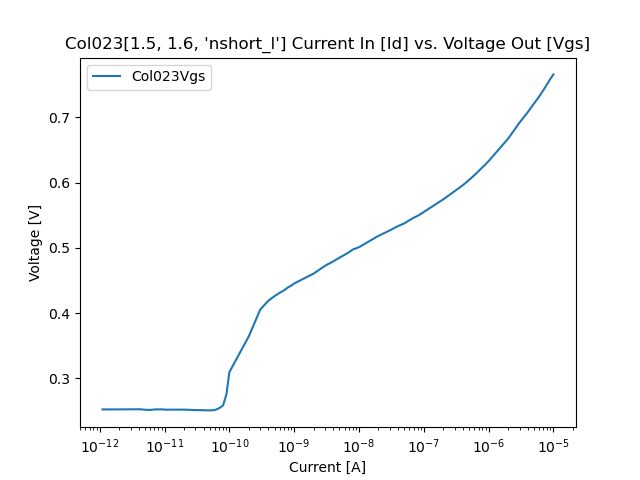 Col023[1.5, 1.6, 'nshort_l'] Current In [Id] vs. Voltage Out [Vgs]
Col023Vgs
0.7
0.6
0.5
0.4
0.3
Voltage [V]
10⁻¹² 10⁻¹¹ 10⁻¹⁰ 10⁻⁹ 10⁻⁸ 10⁻⁷ 10⁻⁶ 10⁻⁵
Current [A]